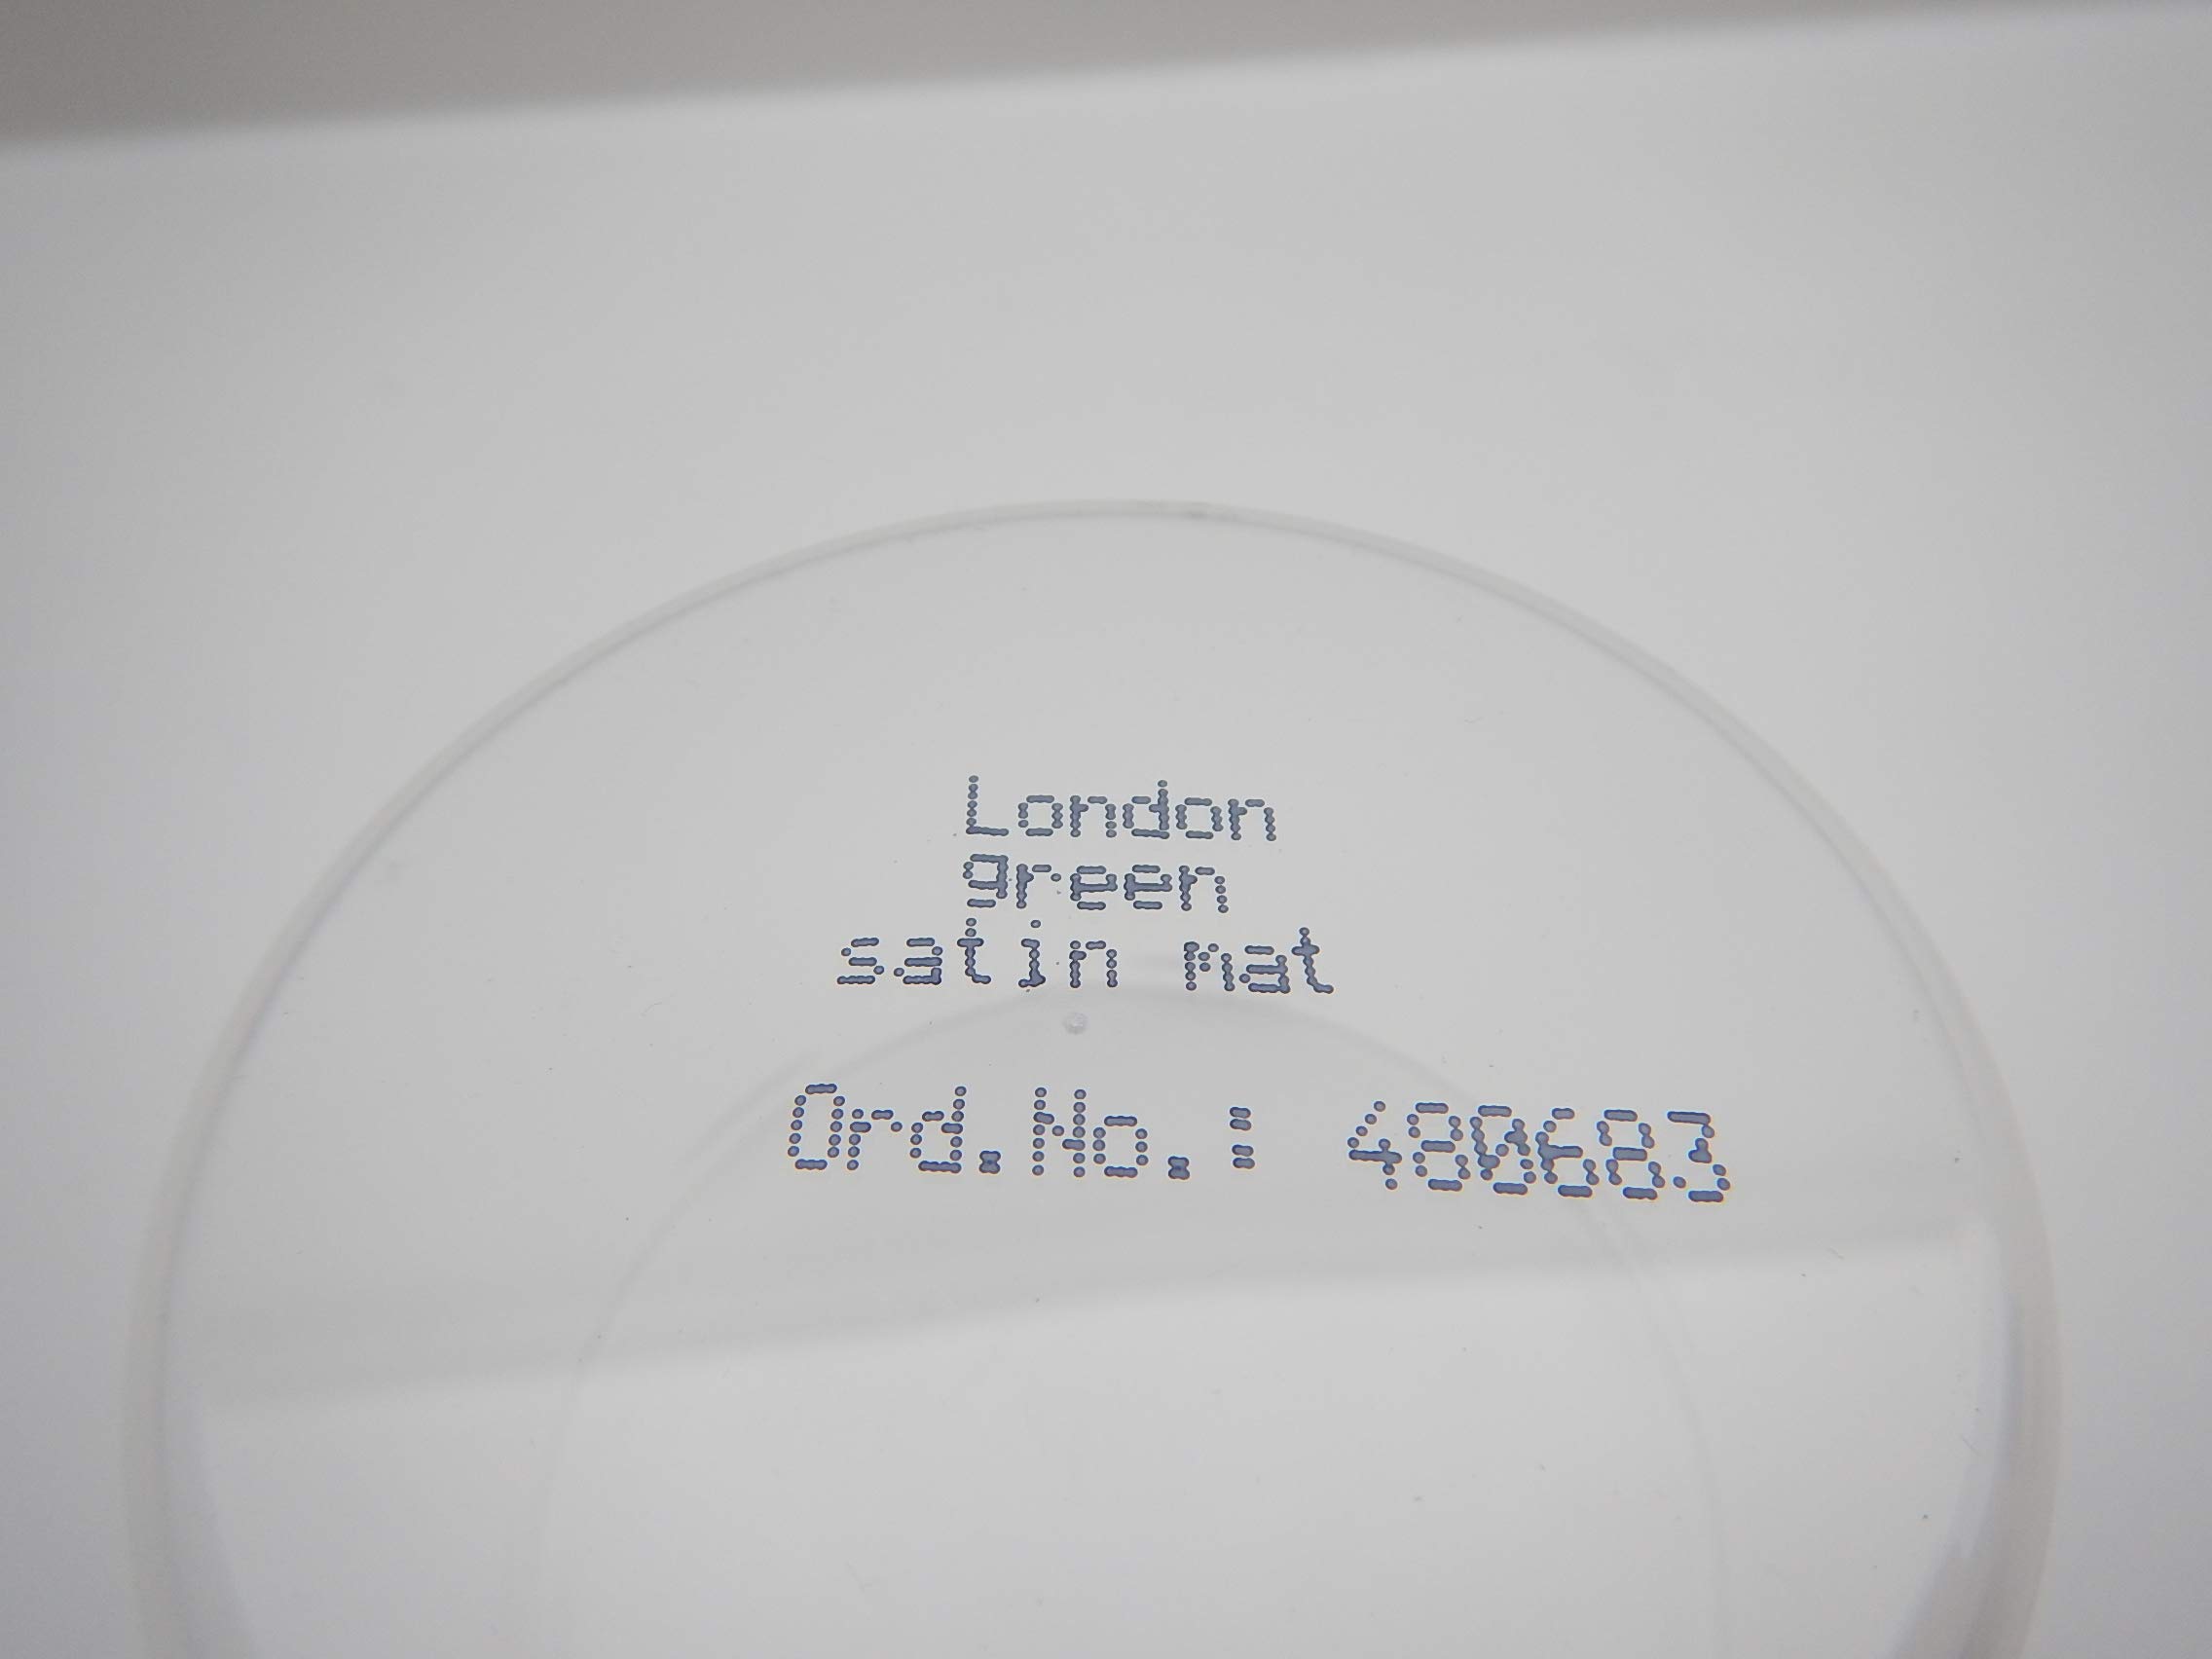 London
green
satin mat
Ord.No.: 480683